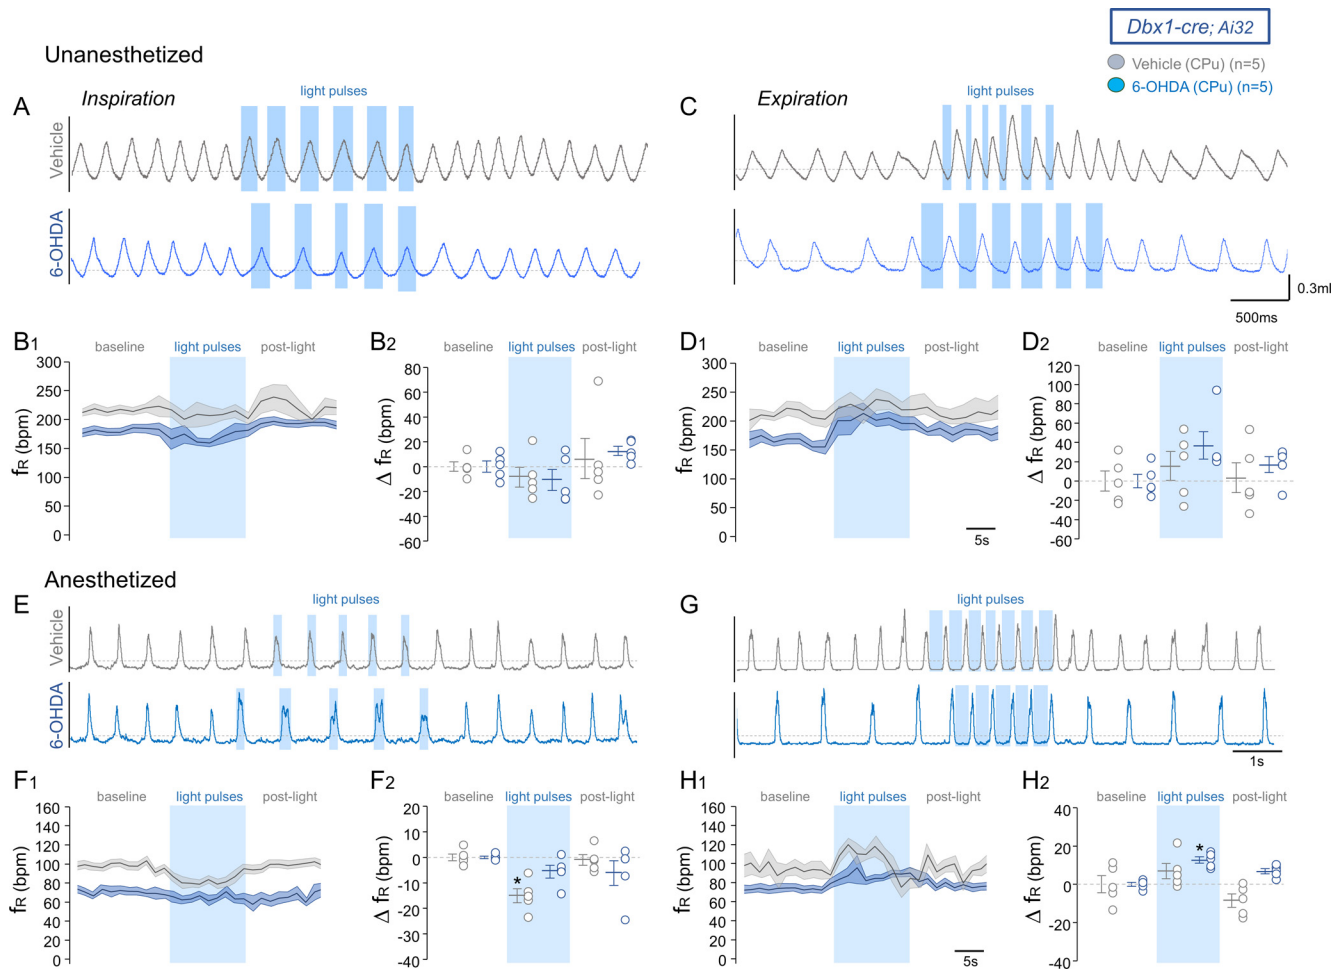 Dbx1-cre; Ai32
Unanesthetized
Vehicle (CPu) (n=5)
6-OHDA (CPu) (n=5)
A
Inspiration
light pulses
C
Expiration
light pulses
Vehicle
6-OHDA
0.3ml
500ms
B1
baseline
light pulses
post-light
300
250
200
150
100
50
0
fR (bpm)
B2
baseline
light pulses
post-light
80
60
40
20
0
-20
-40
-60
Δ fR (bpm)
D1
baseline
light pulses
post-light
300
250
200
150
100
50
0
fR (bpm)
5s
D2
baseline
light pulses
post-light
120
100
80
60
40
20
0
-20
-40
-60
Δ fR (bpm)
Anesthetized
E
light pulses
G
light pulses
Vehicle
6-OHDA
1s
F1
baseline
light pulses
post-light
160
140
120
100
80
60
40
20
0
fR (bpm)
F2
baseline
light pulses
post-light
20
10
0
-10
-20
-30
-40
Δ fR (bpm)
*
H1
baseline
light pulses
post-light
160
140
120
100
80
60
40
20
0
fR (bpm)
5s
H2
baseline
light pulses
post-light
40
20
0
-20
-40
Δ fR (bpm)
*